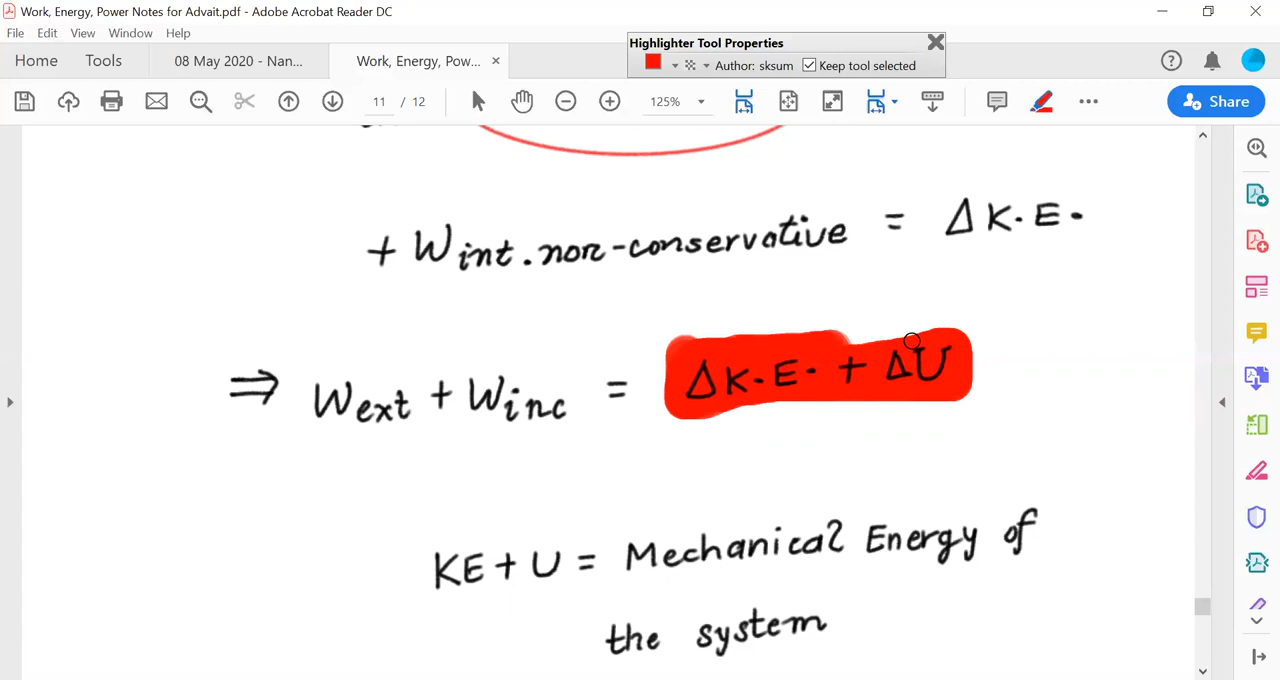 Work, Energy, Power Notes for Advait.pdf - Adobe Acrobat Reader DC
File Edit View Window Help
Highlighter Tool Properties
Author: sksum Keep tool selected
Home Tools 08 May 2020 - Nan... Work, Energy, Pow... ×
11 / 12 125% Share
+ Wint.non-conservative = ΔK.E.
⇒ Wext + Winc = ΔK.E. + ΔU
KE + U = Mechanical Energy of
the system